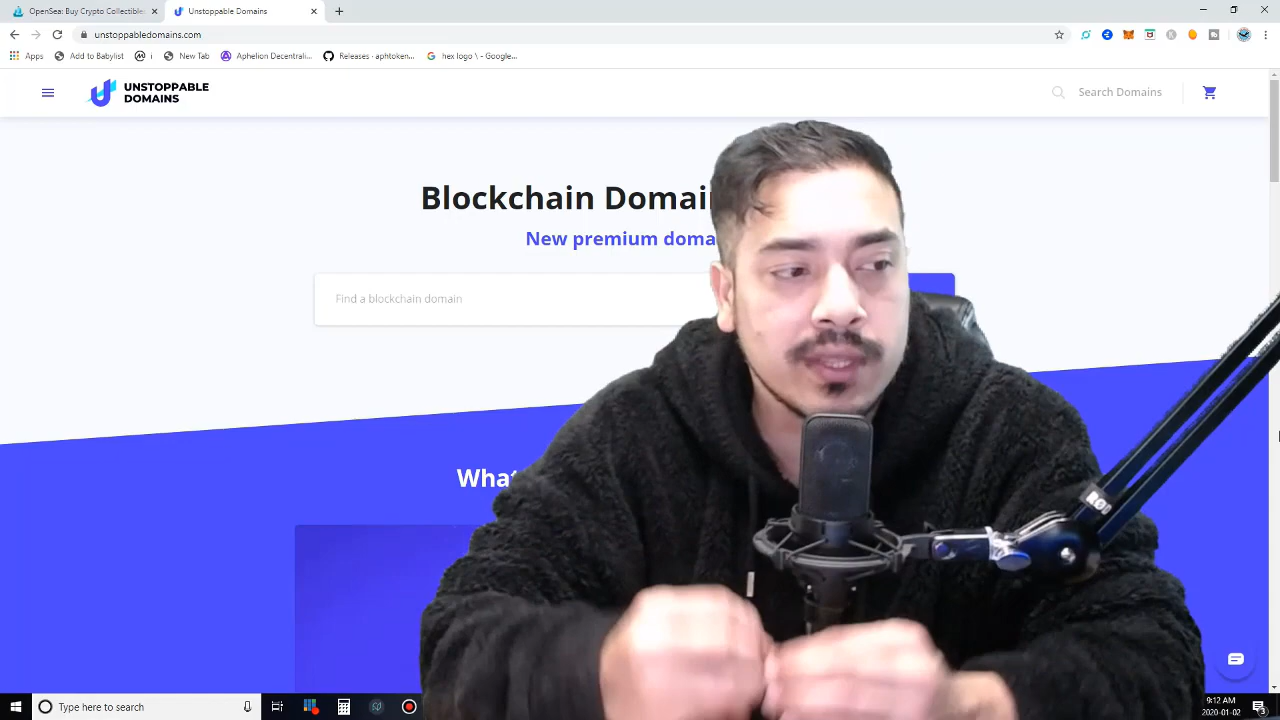 OpenSea: Buy Crypto Collectible
Unstoppable Domains
unstoppabledomains.com
Apps
Add to Babylist
New Tab
Aphelion Decentrali...
Releases · aphtoken...
hex logo \ - Google...
UNSTOPPABLE
DOMAINS
Search Domains
Blockchain Domai
New premium doma
Find a blockchain domain
What
ROD
Type here to search
9:12 AM
2020-01-02